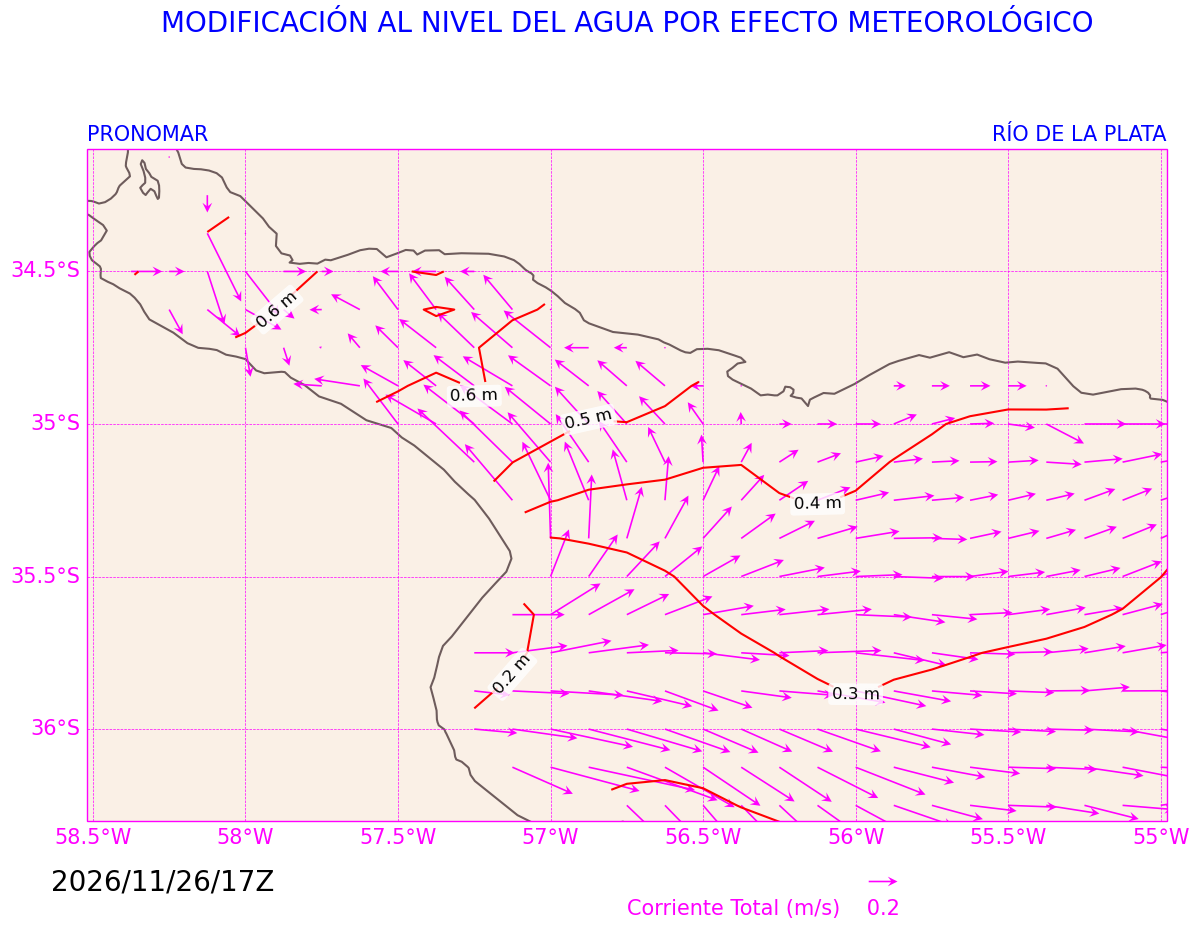 MODIFICACIÓN AL NIVEL DEL AGUA POR EFECTO METEOROLÓGICO
PRONOMAR
RÍO DE LA PLATA
34.5°S
0.6 m
0.6 m
0.5 m
35°S
0.4 m
35.5°S
0.2 m
0.3 m
36°S
58.5°W 58°W 57.5°W 57°W 56.5°W 56°W 55.5°W 55°W
2026/11/26/17Z
Corriente Total (m/s) 0.2